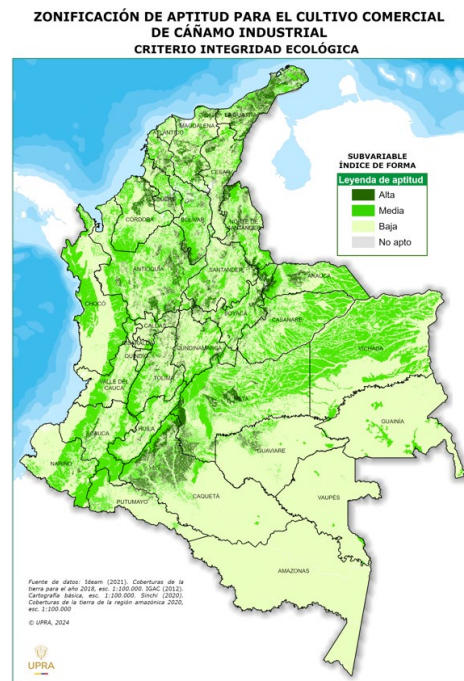 ZONIFICACIÓN DE APTITUD PARA EL CULTIVO COMERCIAL
DE CÁÑAMO INDUSTRIAL
CRITERIO INTEGRIDAD ECOLÓGICA
SUBVARIABLE
ÍNDICE DE FORMA
Leyenda de aptitud
Alta
Media
Baja
No apto
LA GUAJIRA
MAGDALENA
ATLÁNTICO
CESAR
SUCRE
CÓRDOBA
BOLÍVAR
NORTE DE
SANTANDER
ANTIOQUIA
SANTANDER
ARAUCA
CHOCÓ
BOYACÁ
CASANARE
CALDAS
VICHADA
CUNDINAMARCA
QUINDÍO
TOLIMA
VALLE DEL
CAUCA
META
GUAINÍA
HUILA
CAUCA
GUAVIARE
NARIÑO
CAQUETÁ
VAUPÉS
PUTUMAYO
AMAZONAS
Fuente de datos: Ideam (2021). Coberturas de la
tierra para el año 2018, esc. 1:100.000. IGAC (2012).
Cartografía básica, esc. 1:100.000. Sinchi (2020).
Coberturas de la tierra de la región amazónica 2020,
esc. 1:100.000
© UPRA, 2024
UPRA